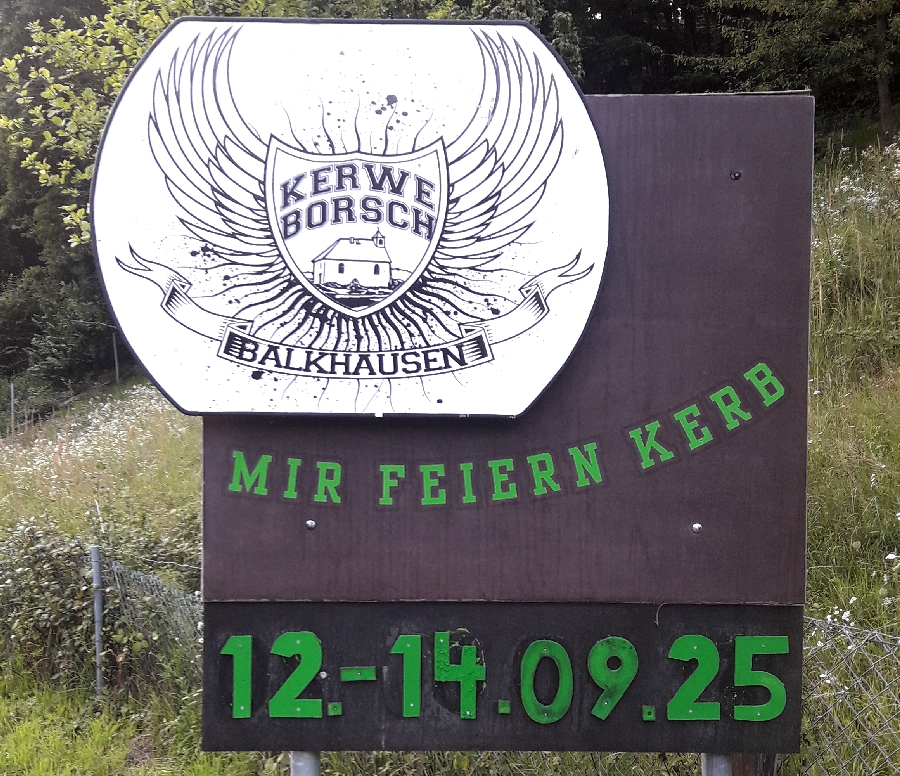 KERWE
BORSCH
BALKHAUSEN
MIR FEIERN KERB
12.-14.09.25